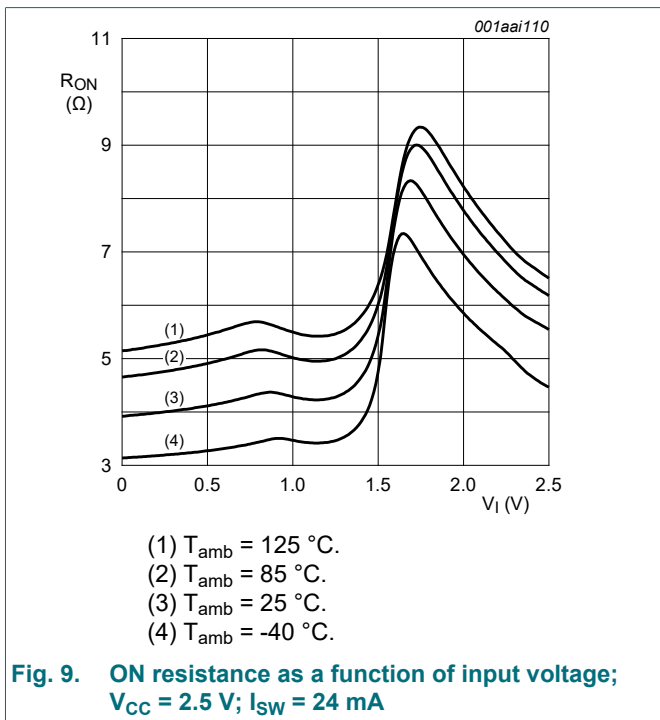 001aai110
11
RON
(Ω)
9
7
5
3
(1)
(2)
(3)
(4)
0 0.5 1.0 1.5 2.0 2.5
VI (V)
(1) Tamb = 125 °C.
(2) Tamb = 85 °C.
(3) Tamb = 25 °C.
(4) Tamb = -40 °C.
Fig. 9. ON resistance as a function of input voltage;
VCC = 2.5 V; ISW = 24 mA